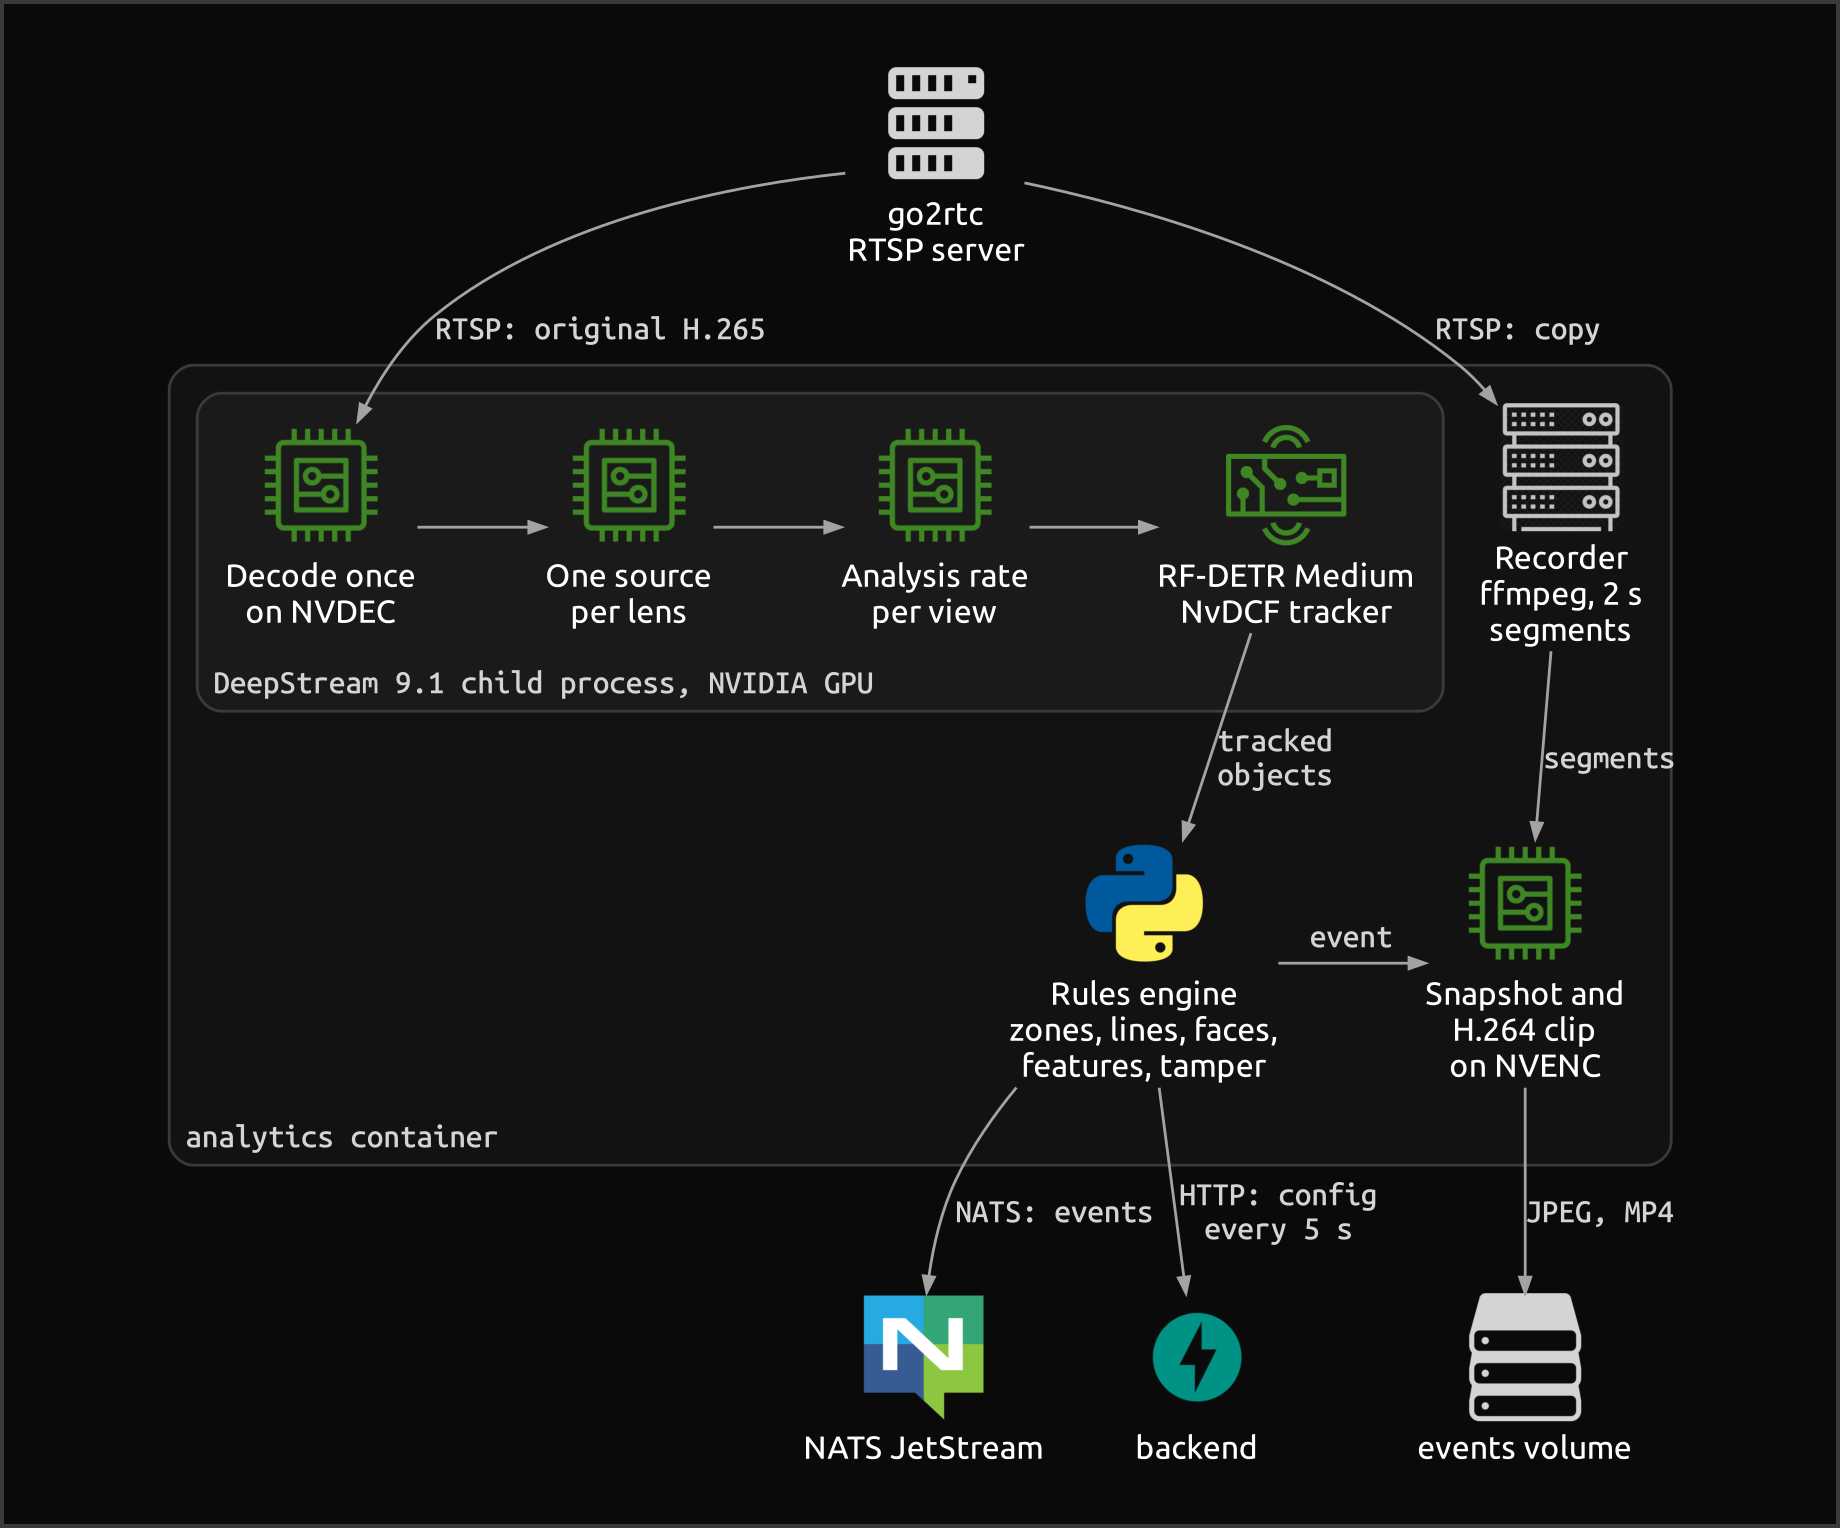 go2rtc
RTSP server
RTSP: original H.265
RTSP: copy
Decode once
on NVDEC
One source
per lens
Analysis rate
per view
RF-DETR Medium
NvDCF tracker
Recorder
ffmpeg, 2 s
segments
DeepStream 9.1 child process, NVIDIA GPU
tracked
objects
segments
event
Rules engine
zones, lines, faces,
features, tamper
Snapshot and
H.264 clip
on NVENC
analytics container
NATS: events
HTTP: config
every 5 s
JPEG, MP4
NATS JetStream
backend
events volume